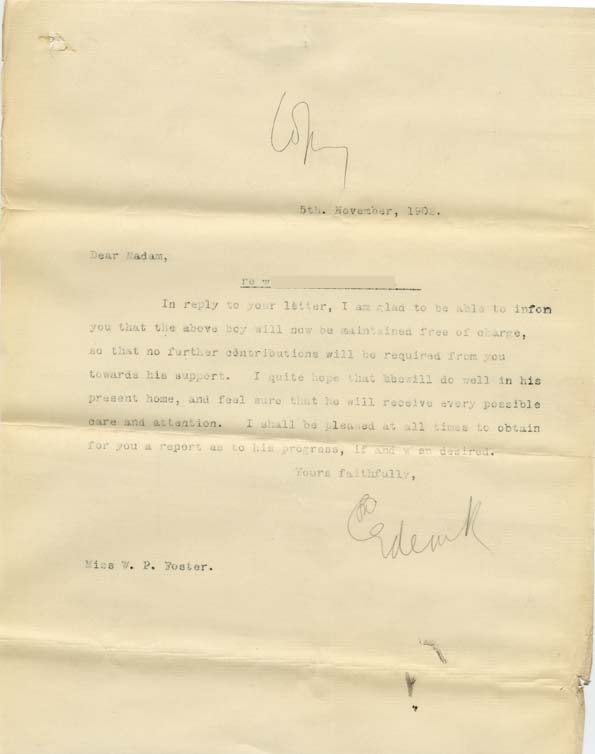 Copy
5th. November, 1902.
Dear Madam,
re W
In reply to your letter, I am glad to be able to infom
you that the above boy will now be maintained free of charge,
so that no further contributions will be required from you
towards his support. I quite hope that will do well in his
present home, and feel sure that he will receive every possible
care and attention. I shall be pleased at all times to obtain
for you a report as to his progress, if and desired.
Yours faithfully,
Miss W. P. Foster.